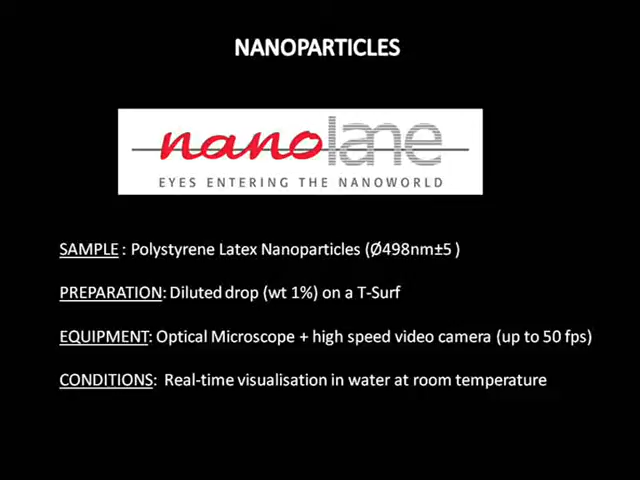 NANOPARTICLES
nanolane
EYES ENTERING THE NANOWORLD
SAMPLE : Polystyrene Latex Nanoparticles (Ø498nm±5 )
PREPARATION: Diluted drop (wt 1%) on a T-Surf
EQUIPMENT: Optical Microscope + high speed video camera (up to 50 fps)
CONDITIONS:  Real-time visualisation in water at room temperature